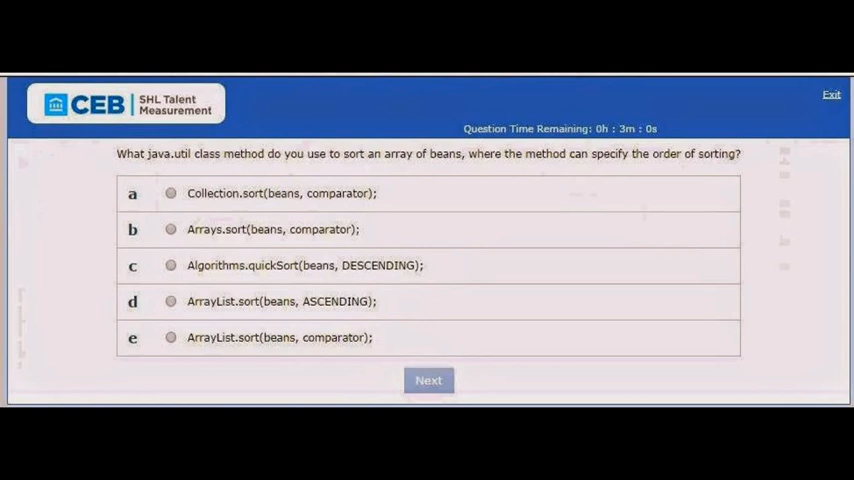 CEB | SHL Talent
Measurement
Exit
Question Time Remaining: 0h : 3m : 0s
What java.util class method do you use to sort an array of beans, where the method can specify the order of sorting?
a Collection.sort(beans, comparator);
b Arrays.sort(beans, comparator);
c Algorithms.quickSort(beans, DESCENDING);
d ArrayList.sort(beans, ASCENDING);
e ArrayList.sort(beans, comparator);
Next